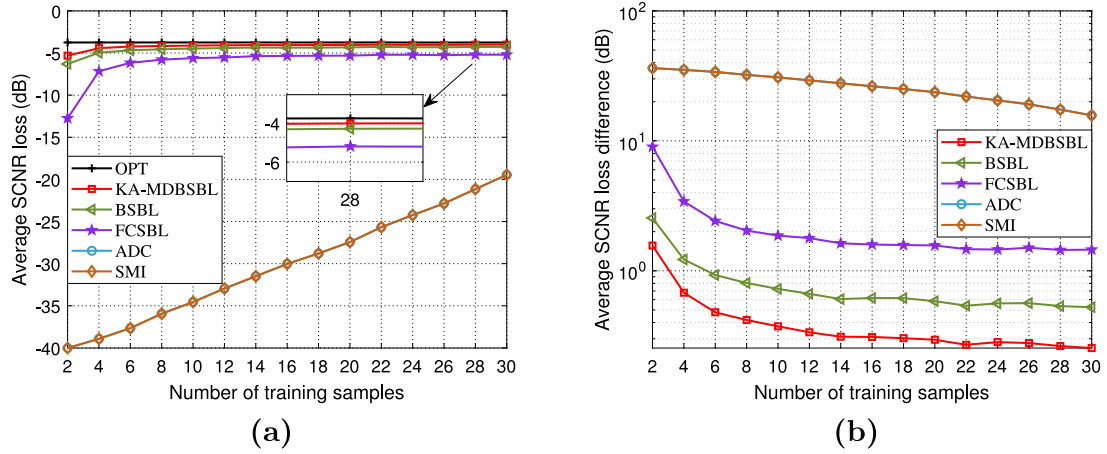 0
-5
-10
-15
-20
-25
-30
-35
-40
Average SCNR loss (dB)
-4
-6
28
OPT
KA-MDBSBL
BSBL
FCSBL
ADC
SMI
2 4 6 8 10 12 14 16 18 20 22 24 26 28 30
Number of training samples
(a)
10^2
10^1
10^0
Average SCNR loss difference (dB)
KA-MDBSBL
BSBL
FCSBL
ADC
SMI
2 4 6 8 10 12 14 16 18 20 22 24 26 28 30
Number of training samples
(b)